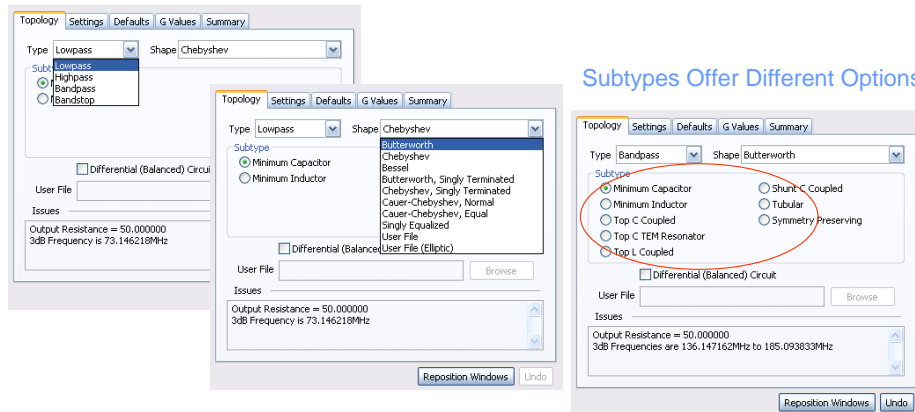 Topology Settings Defaults G Values Summary
Type Lowpass Shape Chebyshev
Lowpass
Highpass
Bandpass
Bandstop
Differential (Balanced) Circui
User File
Issues
Output Resistance = 50.000000
3dB Frequency is 73.146218MHz
Topology Settings Defaults G Values Summary
Type Lowpass Shape Chebyshev
Subtype
Minimum Capacitor
Minimum Inductor
Butterworth
Chebyshev
Bessel
Butterworth, Singly Terminated
Chebyshev, Singly Terminated
Cauer-Chebyshev, Normal
Cauer-Chebyshev, Equal
Singly Equalized
User File
User File (Elliptic)
Differential (Balanced
User File Browse
Issues
Output Resistance = 50.000000
3dB Frequency is 73.146218MHz
Reposition Windows Undo
Subtypes Offer Different Options
Topology Settings Defaults G Values Summary
Type Bandpass Shape Butterworth
Subtype
Minimum Capacitor Shunt C Coupled
Minimum Inductor Tubular
Top C Coupled Symmetry Preserving
Top C TEM Resonator
Top L Coupled
Differential (Balanced) Circuit
User File Browse
Issues
Output Resistance = 50.000000
3dB Frequencies are 136.147162MHz to 185.093833MHz
Reposition Windows Undo